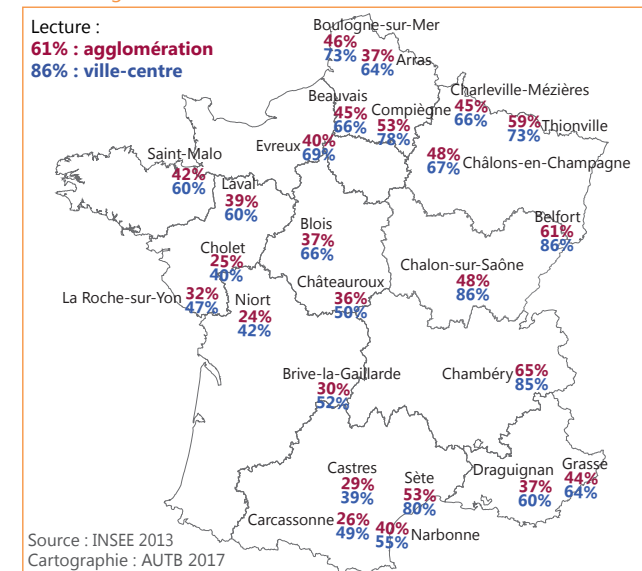 Lecture :
61% : agglomération
86% : ville-centre
Boulogne-sur-Mer
46%
73%
37%
Arras
64%
Charleville-Mézières
45%
66%
Beauvais
45%
66%
Compiègne
53%
78%
59%
Thionville
73%
Evreux
40%
69%
48%
Châlons-en-Champagne
67%
Saint-Malo
42%
60%
Laval
39%
60%
Blois
37%
66%
Belfort
61%
86%
Cholet
25%
40%
Chalon-sur-Saône
48%
86%
Châteauroux
36%
50%
La Roche-sur-Yon
32%
47%
Niort
24%
42%
Brive-la-Gaillarde
30%
52%
Chambéry
65%
85%
Castres
29%
39%
Sète
53%
80%
Draguignan
37%
60%
Grasse
44%
64%
Carcassonne
26%
49%
40%
Narbonne
55%
Source : INSEE 2013
Cartographie : AUTB 2017